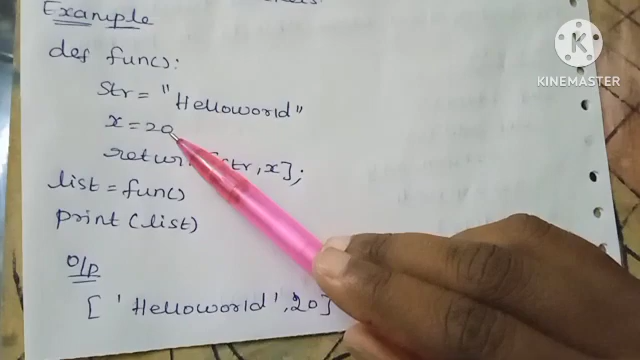 Example
def func():
str = "Helloworld"
x=20
return [str, x];
list = func()
print (list)
O/P
['Helloworld', 20]
KINEMASTER